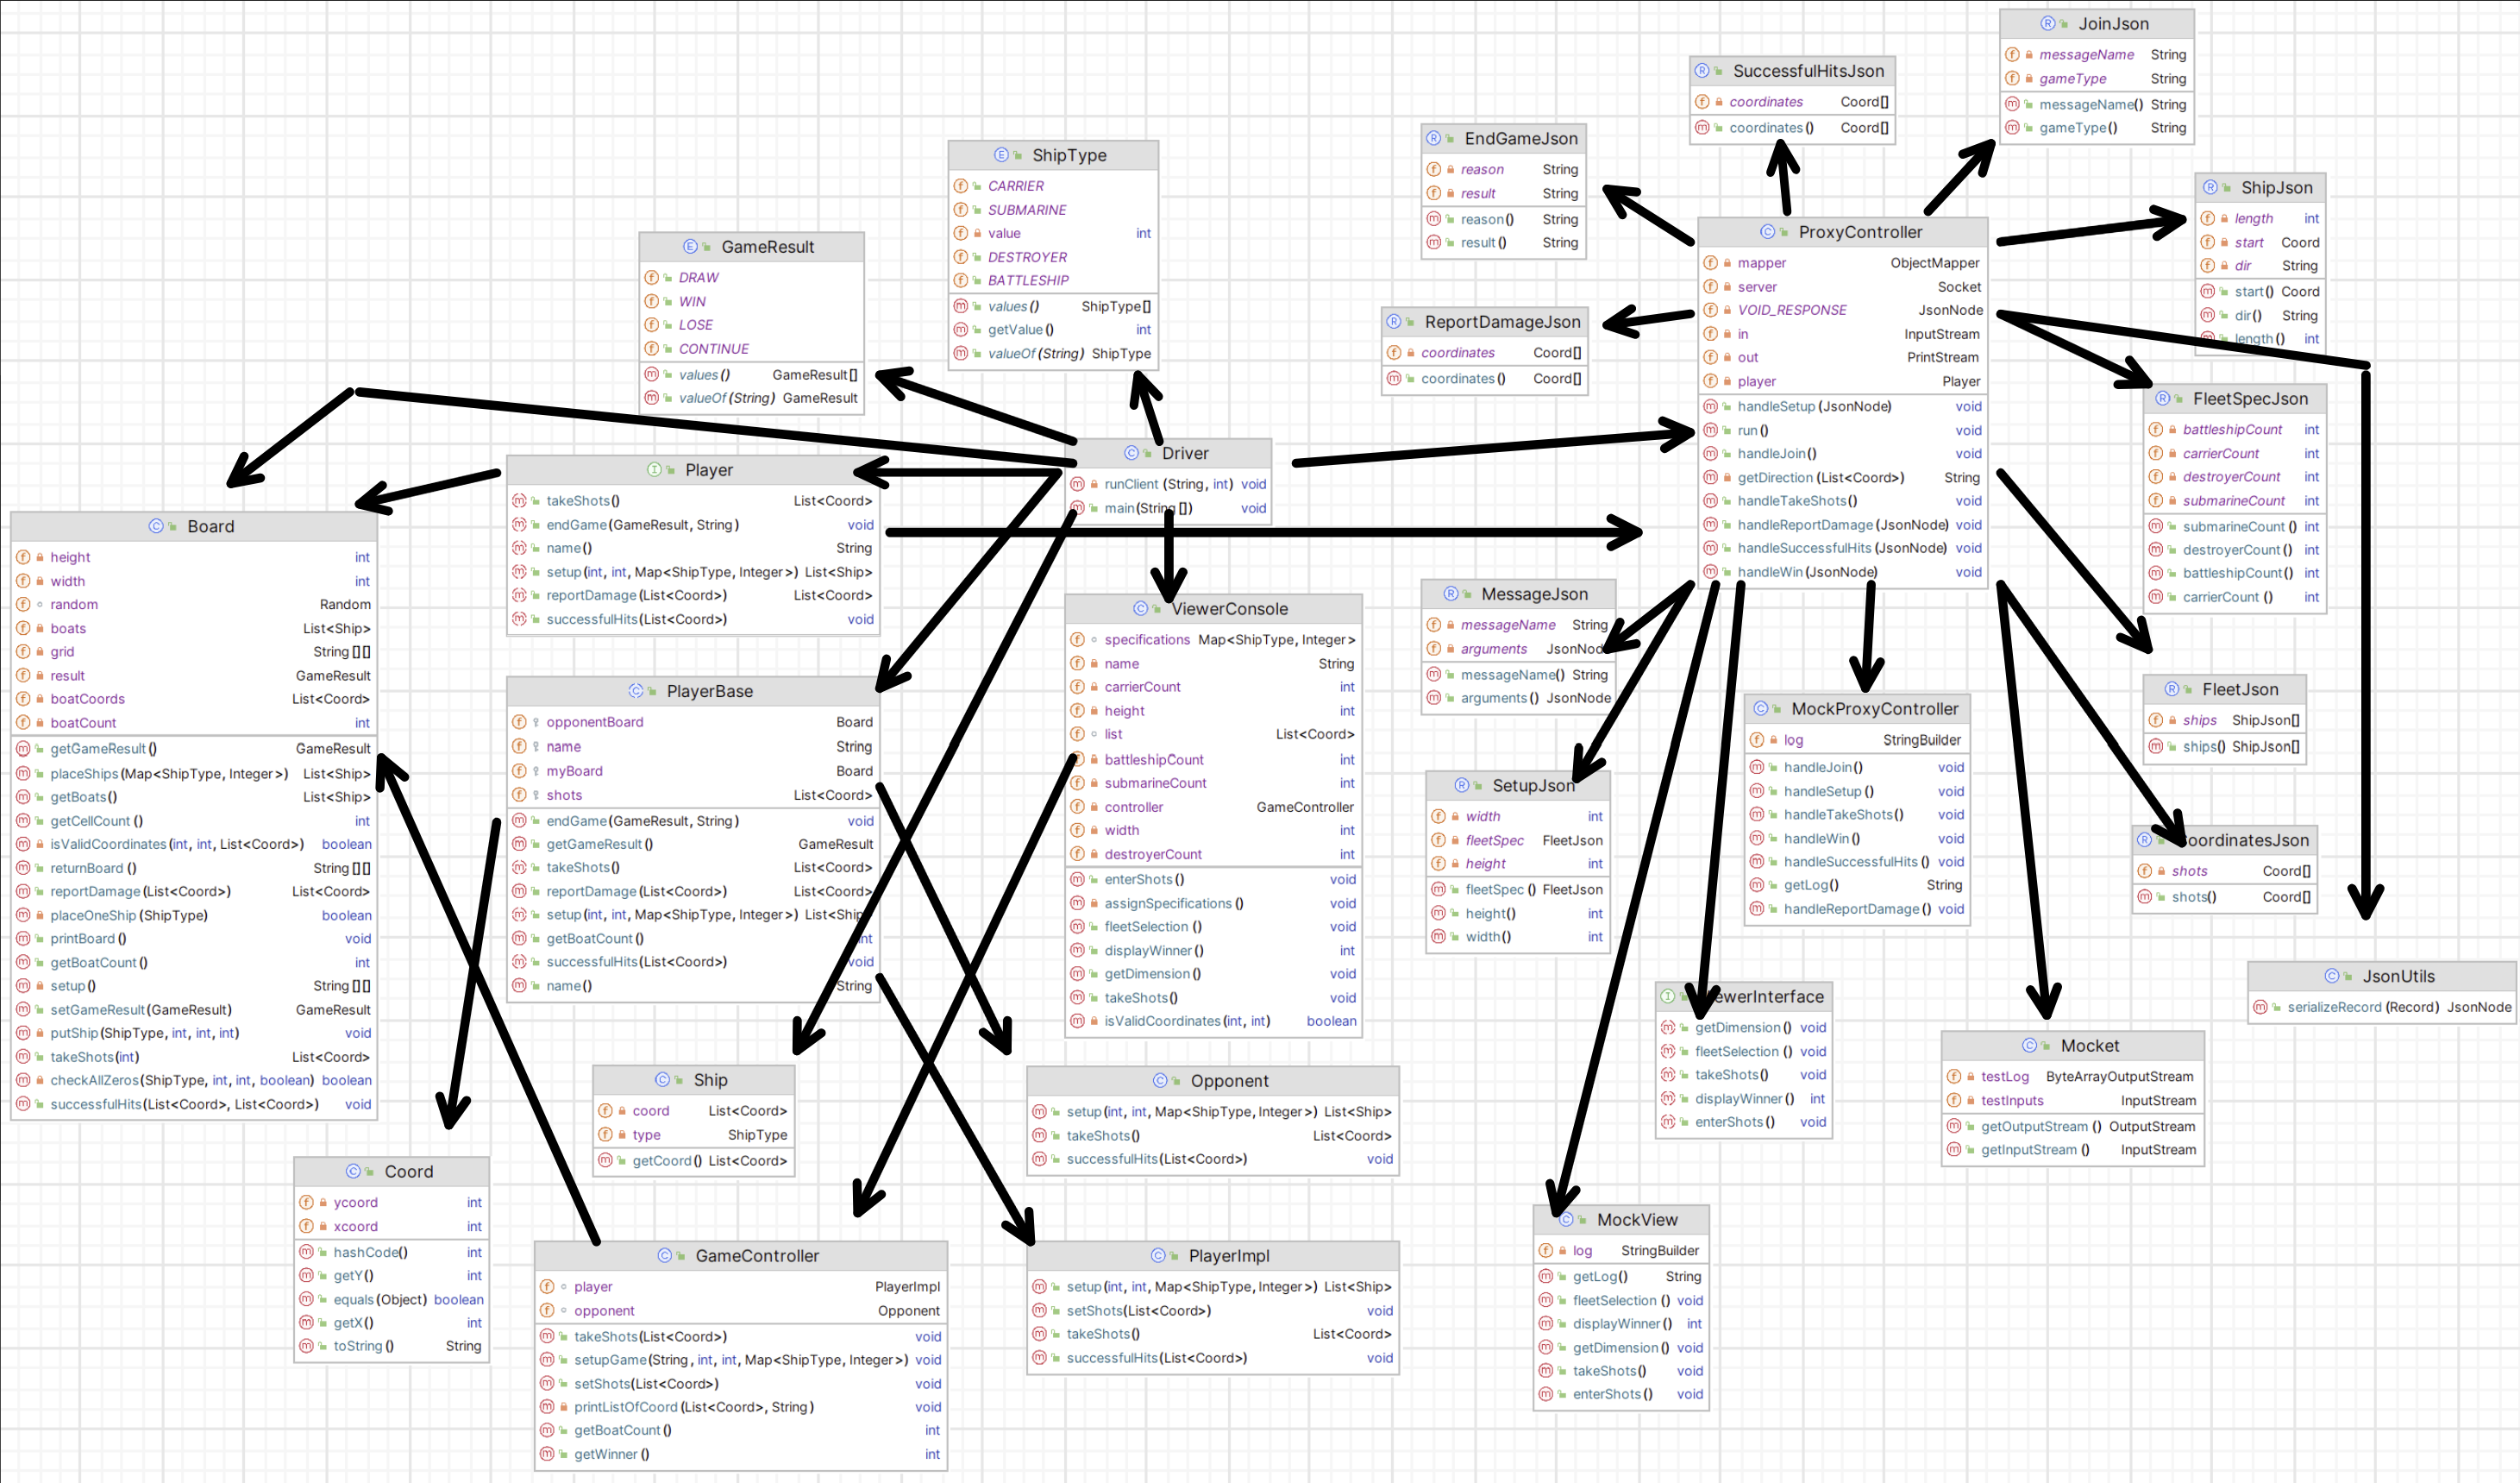 JoinJson
messageName String
gameType String
messageName() String
gameType() String
SuccessfulHitsJson
coordinates Coord[]
coordinates() Coord[]
EndGameJson
reason String
result String
reason() String
result() String
ShipType
CARRIER
SUBMARINE
value int
DESTROYER
BATTLESHIP
values() ShipType[]
getValue() int
valueOf(String) ShipType
ShipJson
length int
start Coord
dir String
start() Coord
dir() String
length() int
GameResult
DRAW
WIN
LOSE
CONTINUE
values() GameResult[]
valueOf(String) GameResult
ProxyController
mapper ObjectMapper
server Socket
VOID_RESPONSE JsonNode
in InputStream
out PrintStream
player Player
handleSetup(JsonNode) void
run() void
handleJoin() void
getDirection(List<Coord>) String
handleTakeShots() void
handleReportDamage(JsonNode) void
handleSuccessfulHits(JsonNode) void
handleWin(JsonNode) void
ReportDamageJson
coordinates Coord[]
coordinates() Coord[]
FleetSpecJson
battleshipCount int
carrierCount int
destroyerCount int
submarineCount int
submarineCount() int
destroyerCount() int
battleshipCount() int
carrierCount() int
Driver
runClient(String, int) void
main(String[]) void
Player
takeShots() List<Coord>
endGame(GameResult, String) void
name() String
setup(int, int, Map<ShipType, Integer>) List<Ship>
reportDamage(List<Coord>) List<Coord>
successfulHits(List<Coord>) void
Board
height int
width int
random Random
boats List<Ship>
grid String[][]
result GameResult
boatCoords List<Coord>
boatCount int
getGameResult() GameResult
placeShips(Map<ShipType, Integer>) List<Ship>
getBoats() List<Ship>
getCellCount() int
isValidCoordinates(int, int, List<Coord>) boolean
returnBoard() String[][]
reportDamage(List<Coord>) List<Coord>
placeOneShip(ShipType) boolean
printBoard() void
getBoatCount() int
setup() String[][]
setGameResult(GameResult) GameResult
putShip(ShipType, int, int, int) void
takeShots(int) List<Coord>
checkAllZeros(ShipType, int, int, boolean) boolean
successfulHits(List<Coord>, List<Coord>) void
MessageJson
messageName String
arguments JsonNode
messageName() String
arguments() JsonNode
ViewerConsole
specifications Map<ShipType, Integer>
name String
carrierCount int
height int
list List<Coord>
battleshipCount int
submarineCount int
controller GameController
width int
destroyerCount int
enterShots() void
assignSpecifications() void
fleetSelection() void
displayWinner() int
getDimension() void
takeShots() void
isValidCoordinates(int, int) boolean
PlayerBase
opponentBoard Board
name String
myBoard Board
shots List<Coord>
endGame(GameResult, String) void
getGameResult() GameResult
takeShots() List<Coord>
reportDamage(List<Coord>) List<Coord>
setup(int, int, Map<ShipType, Integer>) List<Ship>
getBoatCount() int
successfulHits(List<Coord>) void
name() String
FleetJson
ships ShipJson[]
ships() ShipJson[]
MockProxyController
log StringBuilder
handleJoin() void
handleSetup() void
handleTakeShots() void
handleWin() void
handleSuccessfulHits() void
getLog() String
handleReportDamage() void
SetupJson
width int
fleetSpec FleetJson
height int
fleetSpec() FleetJson
height() int
width() int
CoordinatesJson
shots Coord[]
shots() Coord[]
JsonUtils
serializeRecord(Record) JsonNode
ViewerInterface
getDimension() void
fleetSelection() void
takeShots() void
displayWinner() int
enterShots() void
Mocket
testLog ByteArrayOutputStream
testInputs InputStream
getOutputStream() OutputStream
getInputStream() InputStream
Ship
coord List<Coord>
type ShipType
getCoord() List<Coord>
Opponent
setup(int, int, Map<ShipType, Integer>) List<Ship>
takeShots() List<Coord>
successfulHits(List<Coord>) void
Coord
ycoord int
xcoord int
hashCode() int
getY() int
equals(Object) boolean
getX() int
toString() String
MockView
log StringBuilder
getLog() String
fleetSelection() void
displayWinner() int
getDimension() void
takeShots() void
enterShots() void
GameController
player PlayerImpl
opponent Opponent
takeShots(List<Coord>) void
setupGame(String, int, int, Map<ShipType, Integer>) void
setShots(List<Coord>) void
printListOfCoord(List<Coord>, String) void
getBoatCount() int
getWinner() int
PlayerImpl
setup(int, int, Map<ShipType, Integer>) List<Ship>
setShots(List<Coord>) void
takeShots() List<Coord>
successfulHits(List<Coord>) void